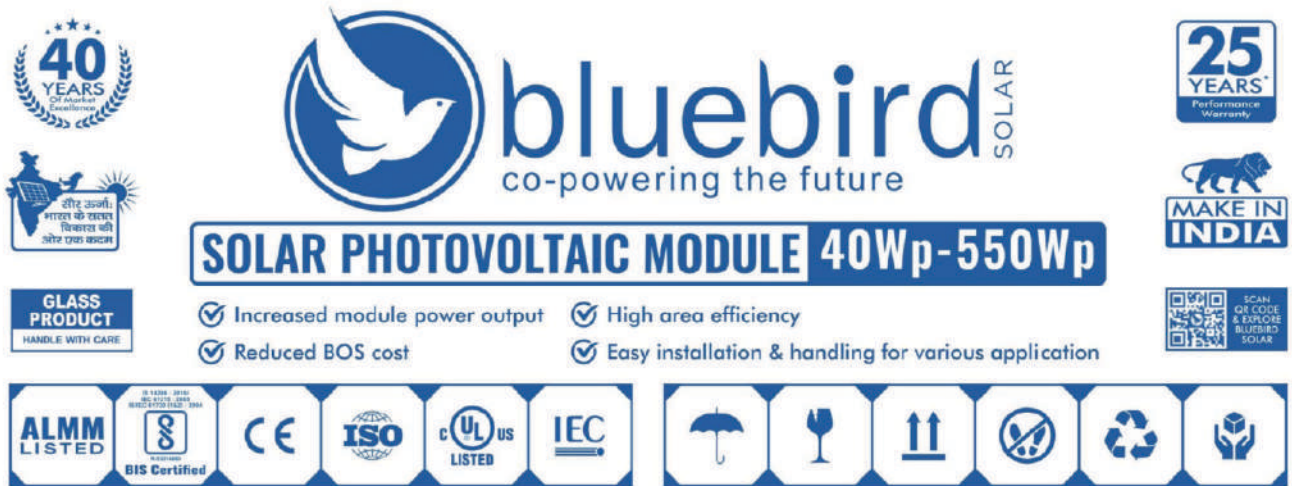 40
YEARS
Of Market
Excellence
सौर ऊर्जा:
भारत के सतत
विकास की
ओर एक कदम
GLASS
PRODUCT
HANDLE WITH CARE
bluebird
SOLAR
co-powering the future
SOLAR PHOTOVOLTAIC MODULE 40Wp-550Wp
Increased module power output
High area efficiency
Reduced BOS cost
Easy installation & handling for various application
25
YEARS*
Performance
Warranty
MAKE IN
INDIA
SCAN
QR CODE
& EXPLORE
BLUEBIRD
SOLAR
ALMM
LISTED
BIS Certified
CE
ISO
c UL us
LISTED
IEC